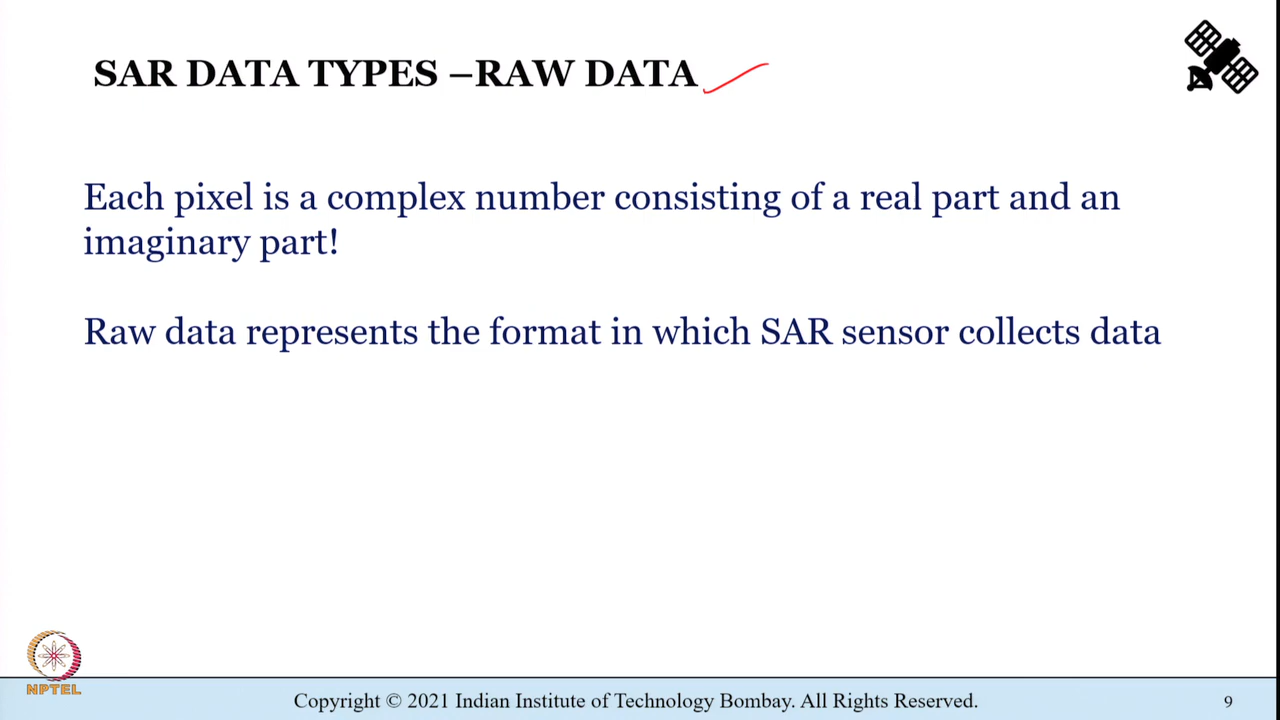 SAR DATA TYPES –RAW DATA
Each pixel is a complex number consisting of a real part and an
imaginary part!
Raw data represents the format in which SAR sensor collects data
NPTEL
Copyright © 2021 Indian Institute of Technology Bombay. All Rights Reserved.
9